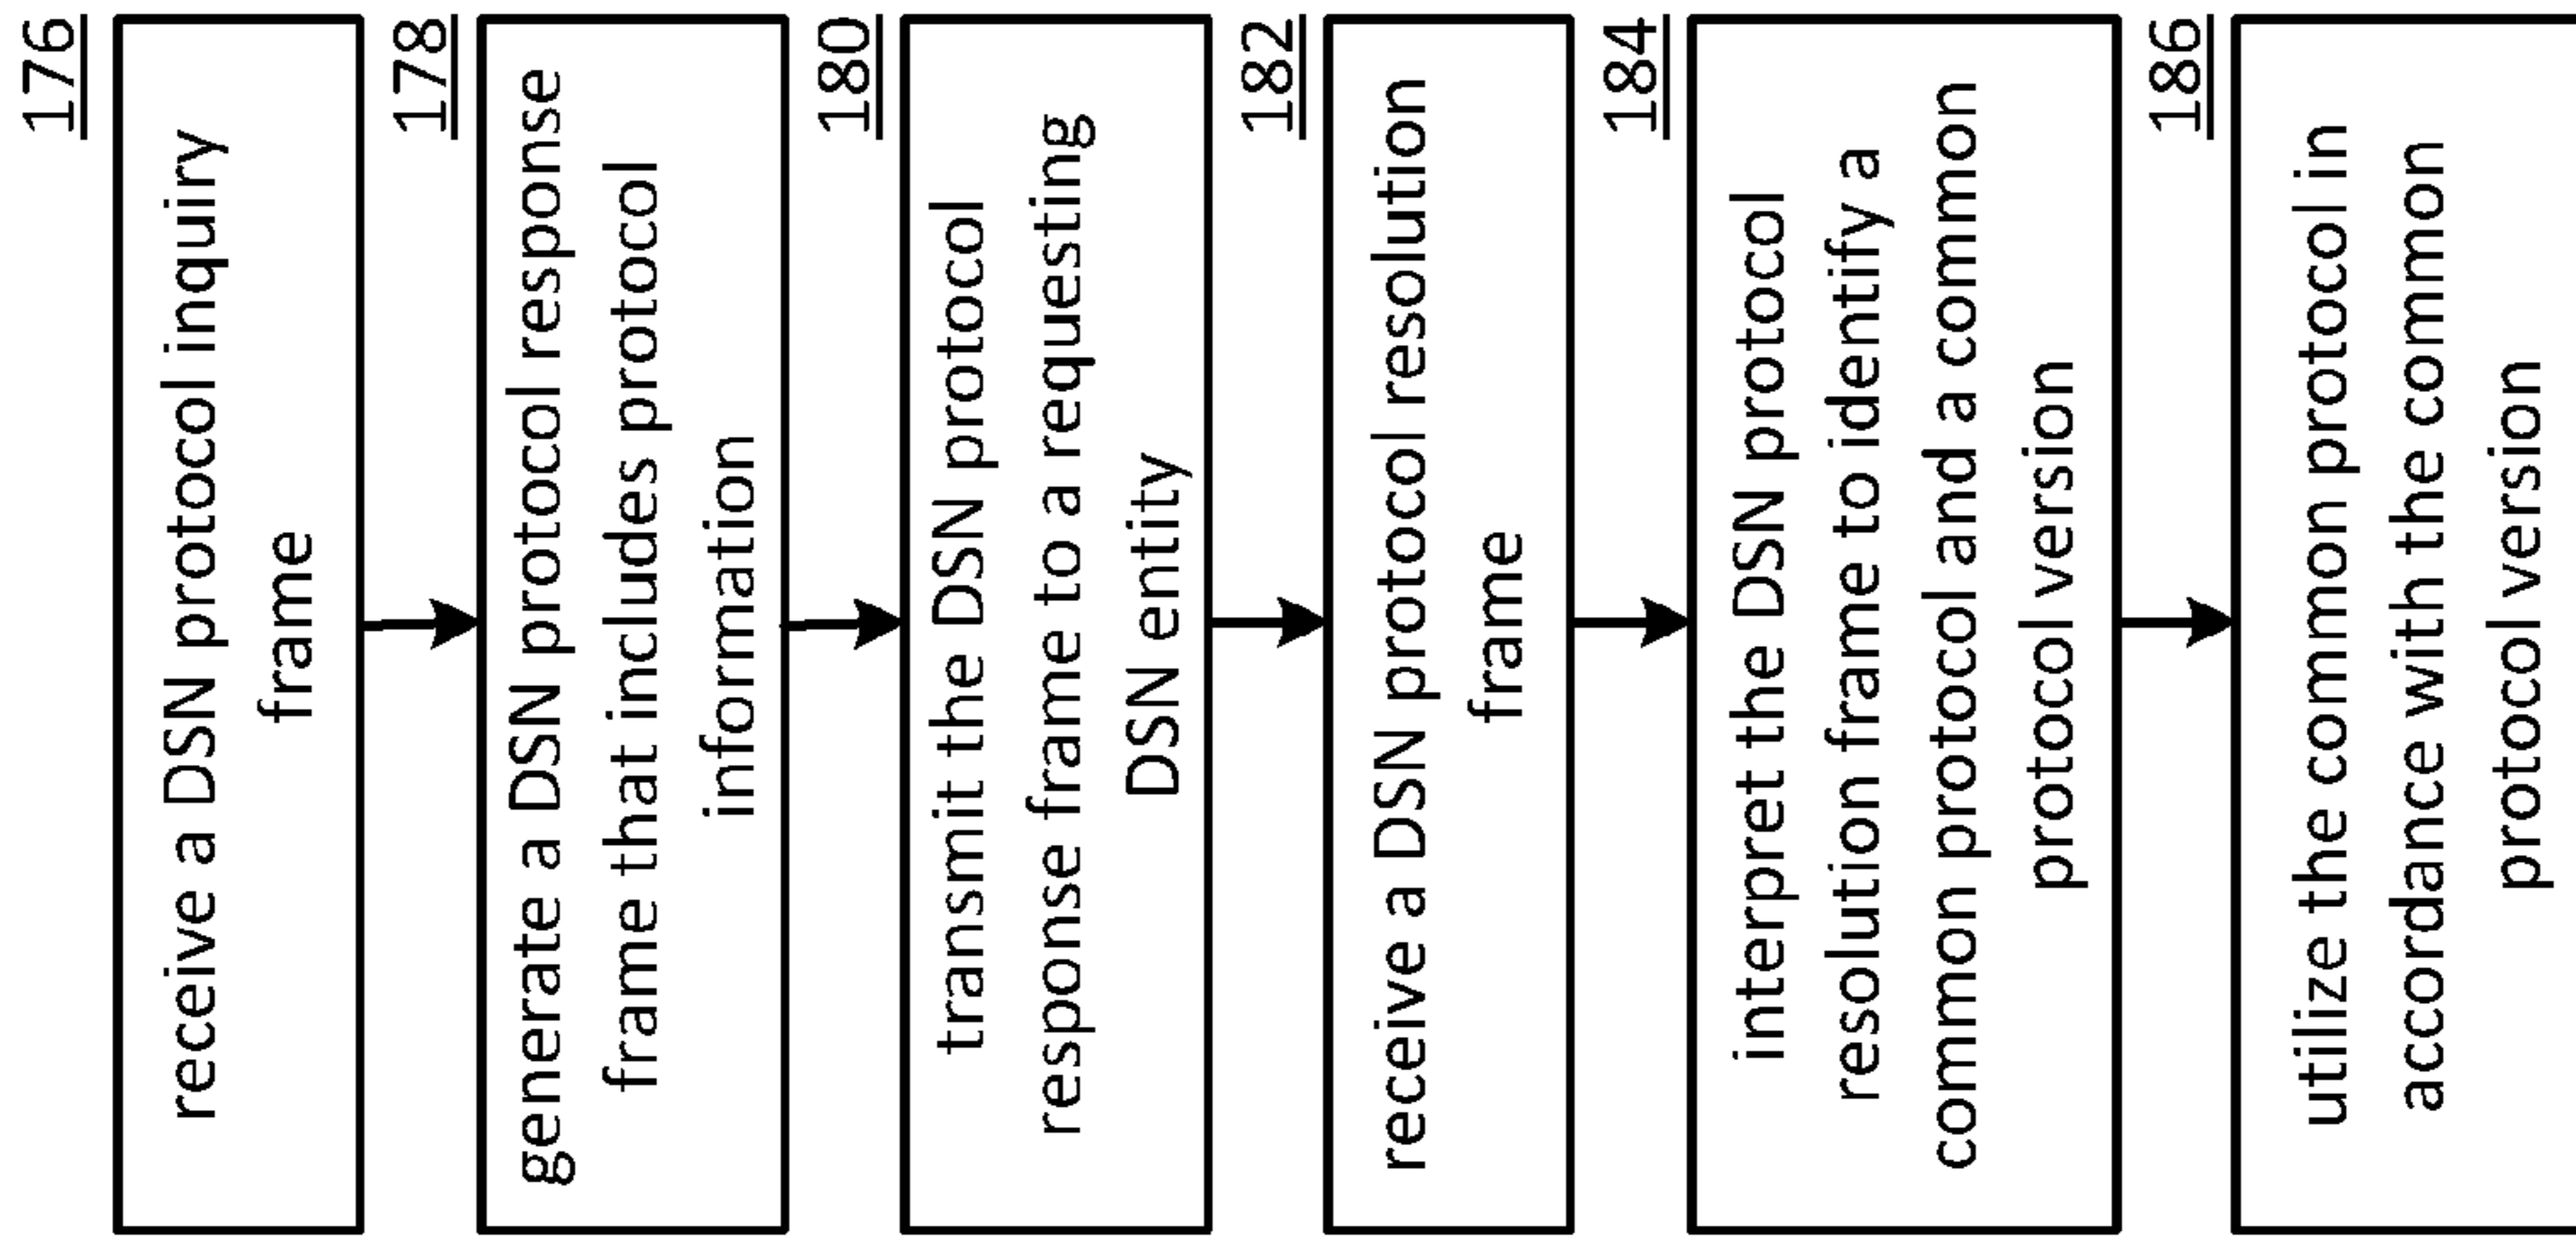 176
receive a DSN protocol inquiry
frame
178
generate a DSN protocol response
frame that includes protocol
information
180
transmit the DSN protocol
response frame to a requesting
DSN entity
182
receive a DSN protocol resolution
frame
184
interpret the DSN protocol
resolution frame to identify a
common protocol and a common
protocol version
186
utilize the common protocol in
accordance with the common
protocol version